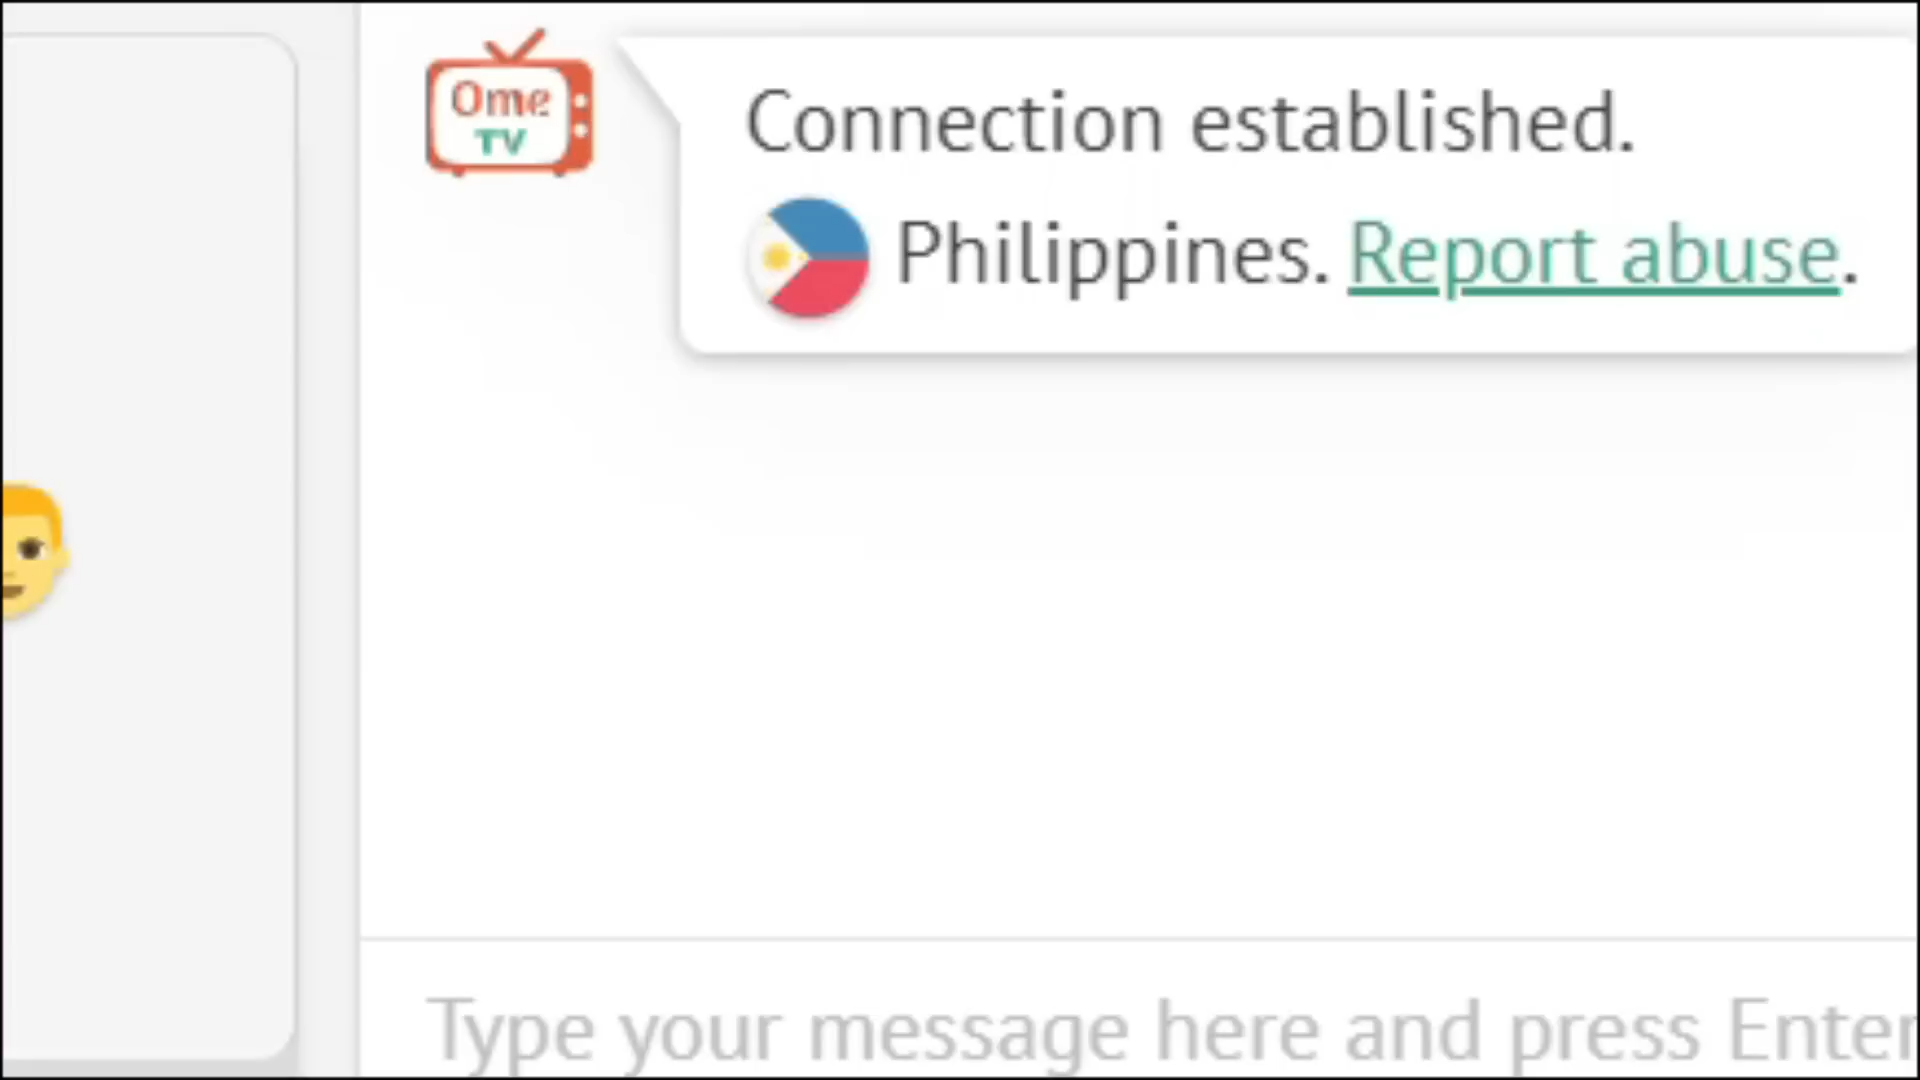 Ome
TV
Connection established.
Philippines. Report abuse.
Type your message here and press Enter